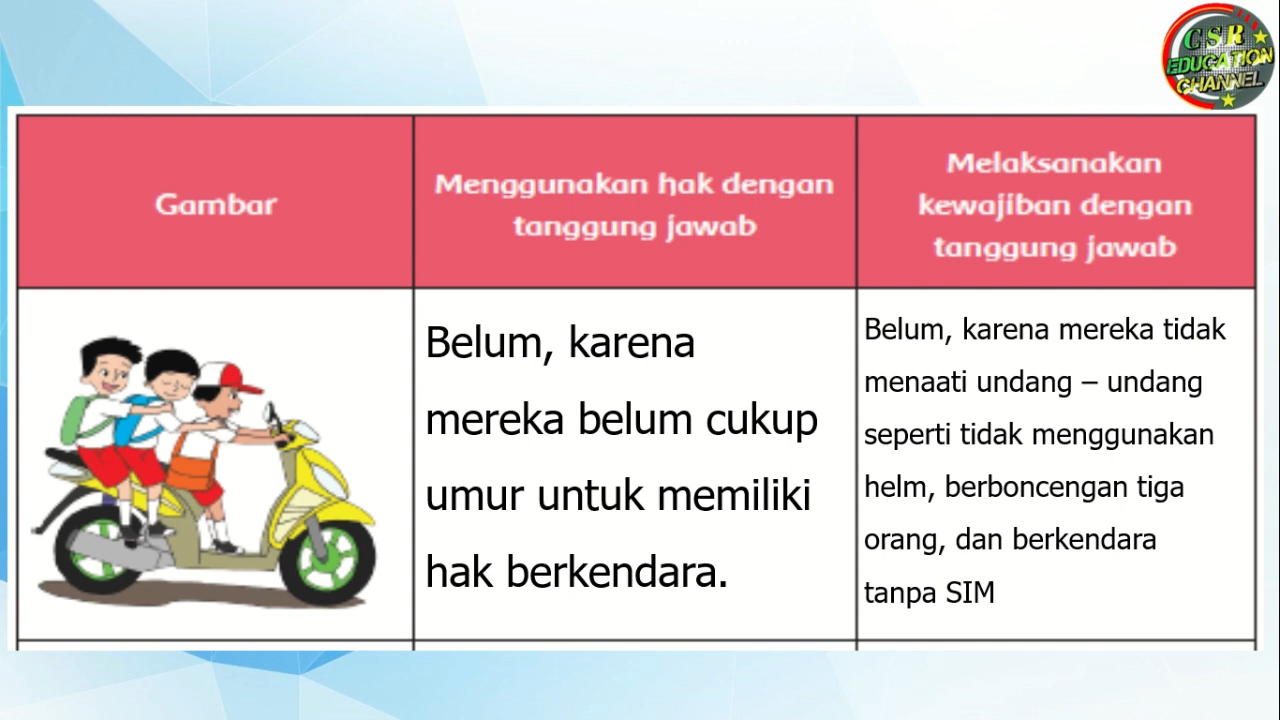 CSR
EDUCATION
CHANNEL
Gambar
Menggunakan hak dengan
tanggung jawab
Melaksanakan
kewajiban dengan
tanggung jawab
Belum, karena
mereka belum cukup
umur untuk memiliki
hak berkendara.
Belum, karena mereka tidak
menaati undang – undang
seperti tidak menggunakan
helm, berboncengan tiga
orang, dan berkendara
tanpa SIM